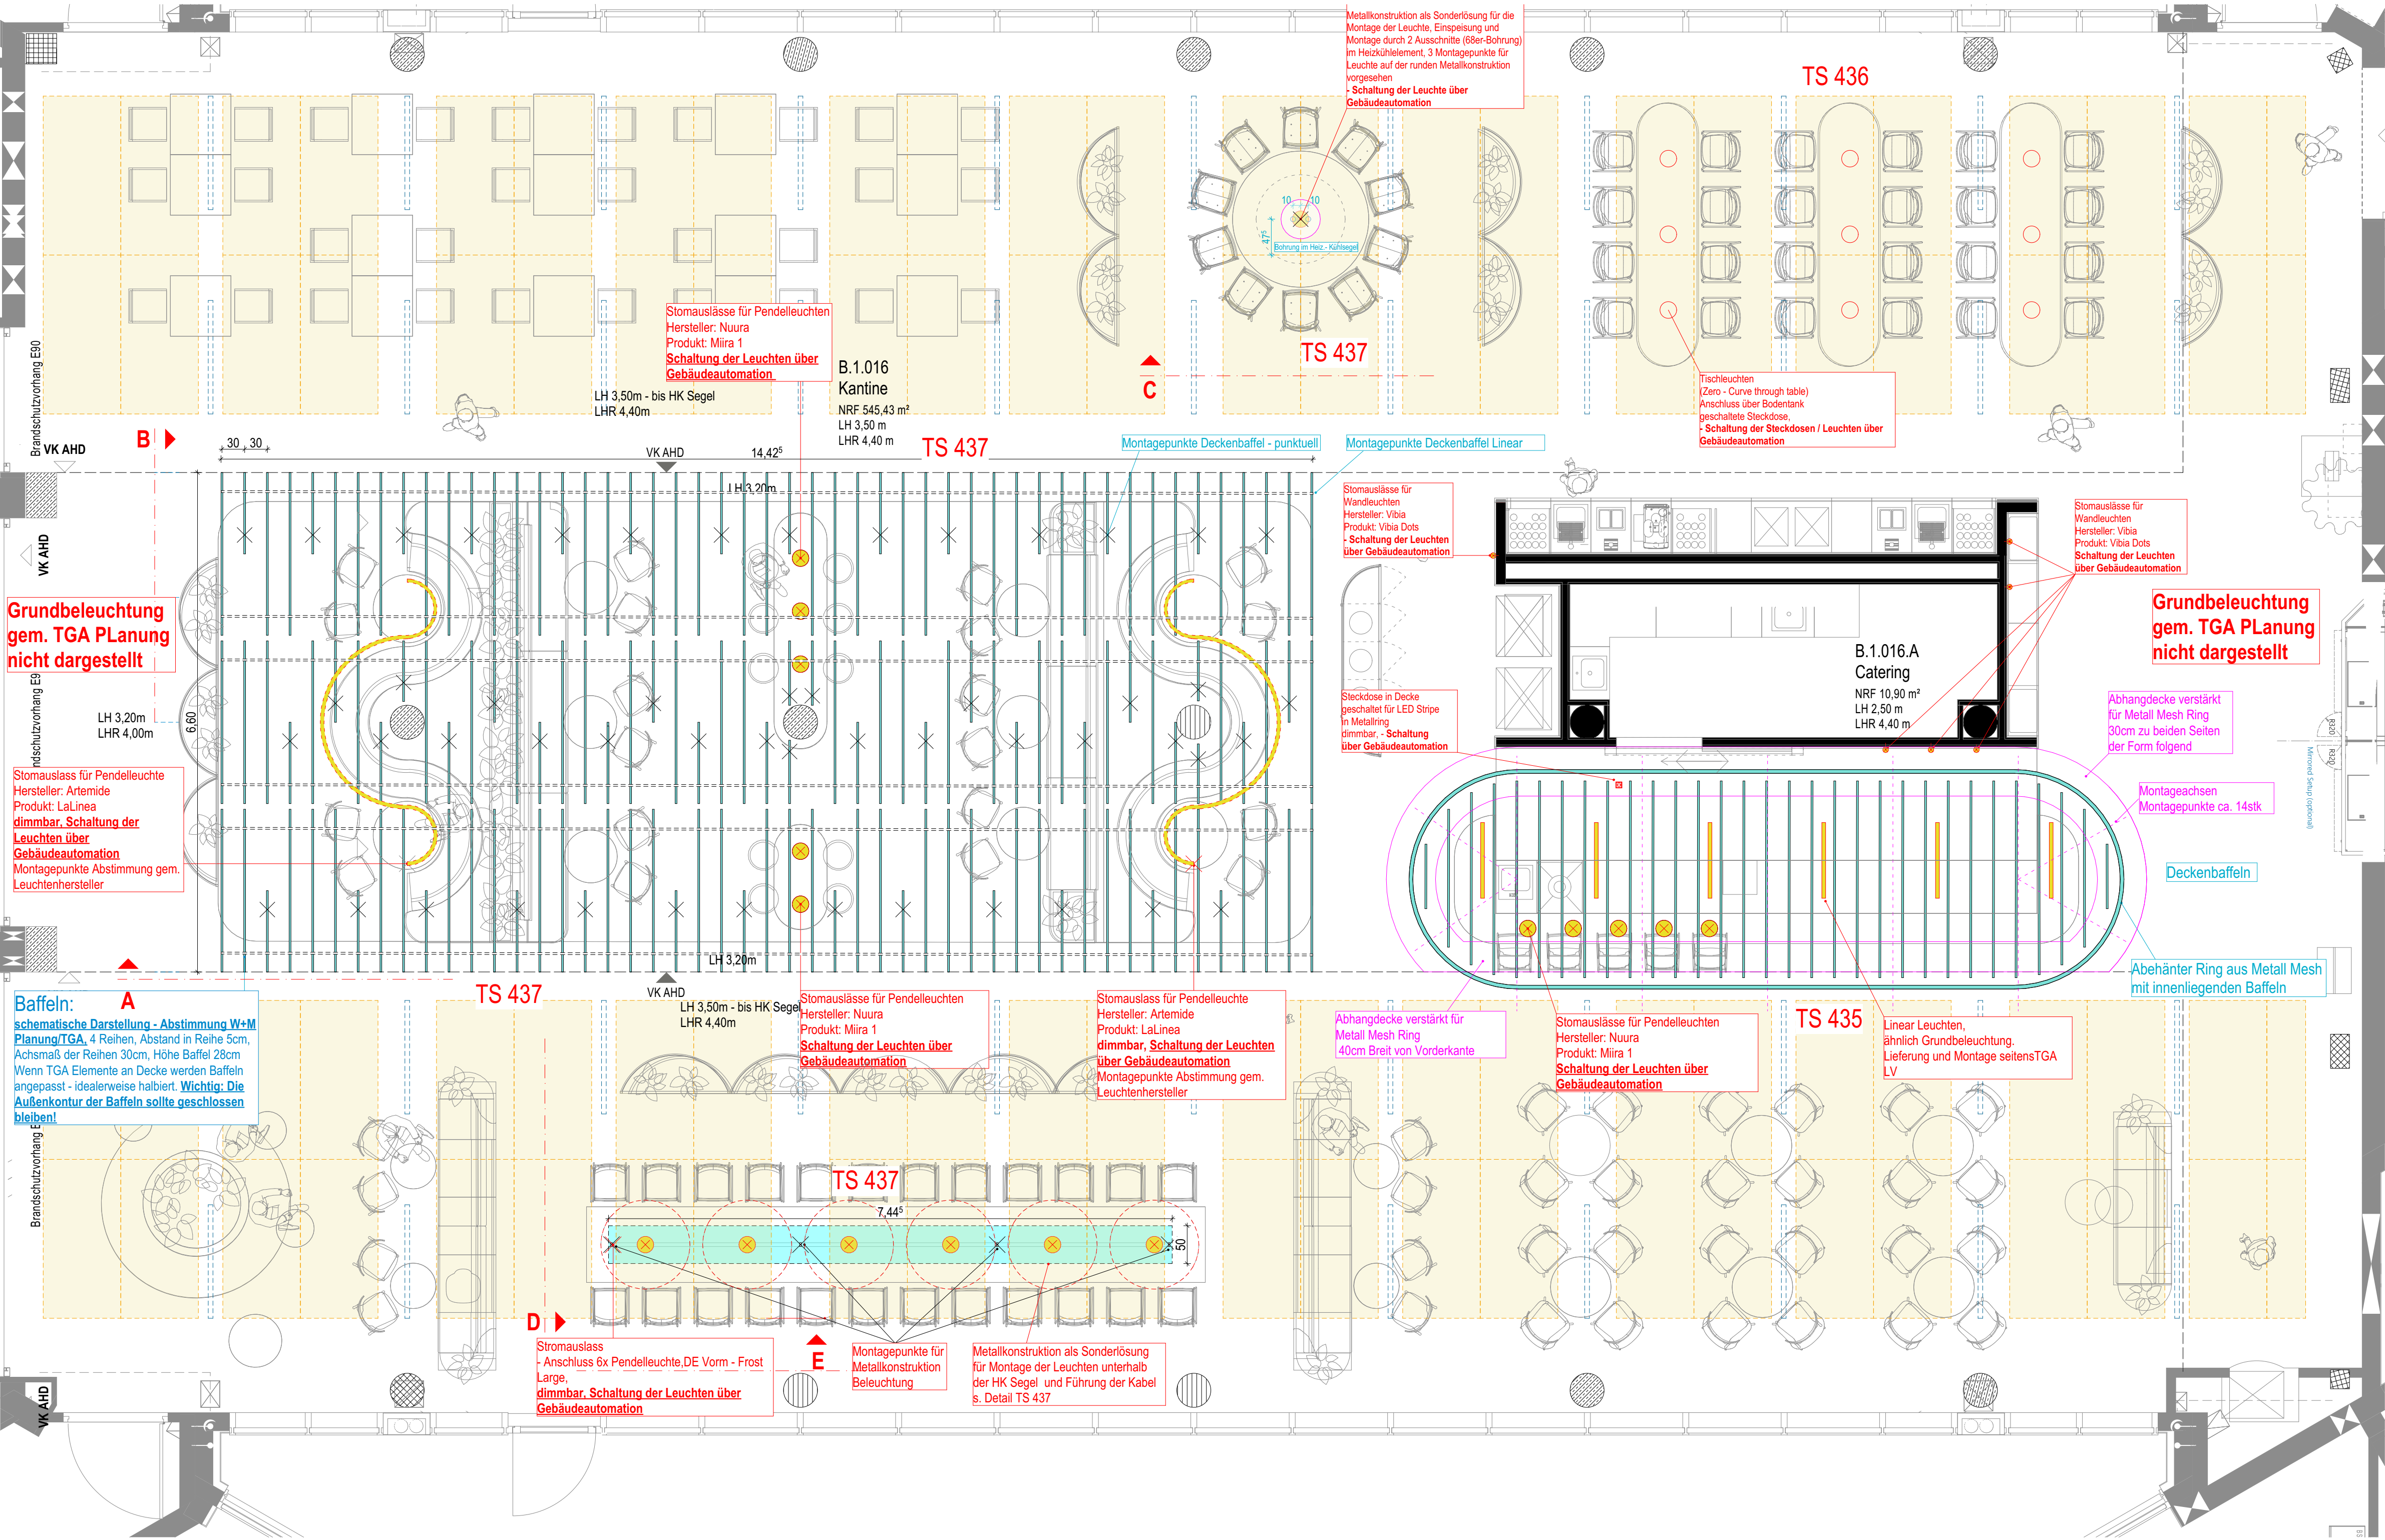 Metallkonstruktion als Sonderlösung für die
Montage der Leuchte, Einspeisung und
Montage durch 2 Ausschnitte (68er-Bohrung)
im Heizkühlelement, 3 Montagepunkte für
Leuchte auf der runden Metallkonstruktion
vorgesehen
- Schaltung der Leuchte über
Gebäudeautomation
TS 436
10
10
47⁵
Bohrung im Heiz.- Kühlsegel
TS 437
C
Tischleuchten
(Zero - Curve through table)
Anschluss über Bodentank
geschaltete Steckdose,
- Schaltung der Steckdosen / Leuchten über
Gebäudeautomation
Stomauslässe für Pendelleuchten
Hersteller: Nuura
Produkt: Miira 1
Schaltung der Leuchten über
Gebäudeautomation
B.1.016
Kantine
NRF 545,43 m²
LH 3,50 m
LHR 4,40 m
LH 3,50m - bis HK Segel
LHR 4,40m
Brandschutzvorhang E90
B
VK AHD
30
30
VK AHD
14,42⁵
TS 437
Montagepunkte Deckenbaffel - punktuell
Montagepunkte Deckenbaffel Linear
LH 3,20m
VK AHD
Stomauslässe für
Wandleuchten
Hersteller: Vibia
Produkt: Vibia Dots
- Schaltung der Leuchten
über Gebäudeautomation
Stomauslässe für
Wandleuchten
Hersteller: Vibia
Produkt: Vibia Dots
Schaltung der Leuchten
über Gebäudeautomation
Grundbeleuchtung
gem. TGA PLanung
nicht dargestellt
Grundbeleuchtung
gem. TGA PLanung
nicht dargestellt
B.1.016.A
Catering
NRF 10,90 m²
LH 2,50 m
LHR 4,40 m
LH 3,20m
LHR 4,00m
6,60
Steckdose in Decke
geschaltet für LED Stripe
in Metallring
dimmbar, - Schaltung
über Gebäudeautomation
Abhangdecke verstärkt
für Metall Mesh Ring
30cm zu beiden Seiten
der Form folgend
R320
R320
Mirrored Setup (optional)
Montageachsen
Montagepunkte ca. 14stk
Stomauslass für Pendelleuchte
Hersteller: Artemide
Produkt: LaLinea
dimmbar, Schaltung der
Leuchten über
Gebäudeautomation
Montagepunkte Abstimmung gem.
Leuchtenhersteller
Deckenbaffeln
Abehänter Ring aus Metall Mesh
mit innenliegenden Baffeln
LH 3,20m
A
TS 437
VK AHD
LH 3,50m - bis HK Segel
LHR 4,40m
Baffeln:
schematische Darstellung - Abstimmung W+M
Planung/TGA, 4 Reihen, Abstand in Reihe 5cm,
Achsmaß der Reihen 30cm, Höhe Baffel 28cm
Wenn TGA Elemente an Decke werden Baffeln
angepasst - idealerweise halbiert. Wichtig: Die
Außenkontur der Baffeln sollte geschlossen
bleiben!
Stomauslässe für Pendelleuchten
Hersteller: Nuura
Produkt: Miira 1
Schaltung der Leuchten über
Gebäudeautomation
Stomauslass für Pendelleuchte
Hersteller: Artemide
Produkt: LaLinea
dimmbar, Schaltung der Leuchten
über Gebäudeautomation
Montagepunkte Abstimmung gem.
Leuchtenhersteller
Abhangdecke verstärkt für
Metall Mesh Ring
40cm Breit von Vorderkante
Stomauslässe für Pendelleuchten
Hersteller: Nuura
Produkt: Miira 1
Schaltung der Leuchten über
Gebäudeautomation
TS 435
Linear Leuchten,
ähnlich Grundbeleuchtung.
Lieferung und Montage seitensTGA
LV
TS 437
7,44⁵
50
D
E
Stromauslass
- Anschluss 6x Pendelleuchte,DE Vorm - Frost
Large,
dimmbar, Schaltung der Leuchten über
Gebäudeautomation
Montagepunkte für
Metallkonstruktion
Beleuchtung
Metallkonstruktion als Sonderlösung
für Montage der Leuchten unterhalb
der HK Segel und Führung der Kabel
s. Detail TS 437
VK AHD